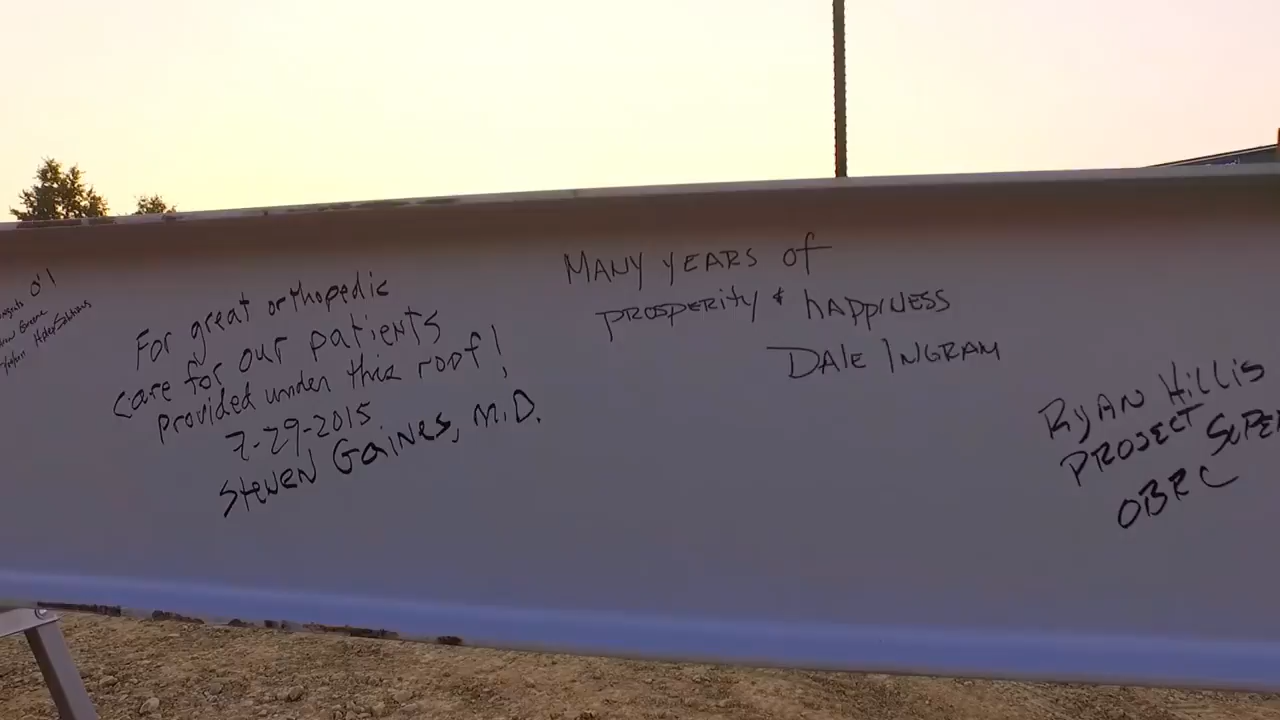 For great orthopedic
care for our patients
provided under this roof!
7-29-2015
Steven Gaines, M.D.
MANY YEARS of
PROSPERITY & HAPPINESS
DALE INGRAM
RYAN HILLIS
PROJECT SUPER
OBRC